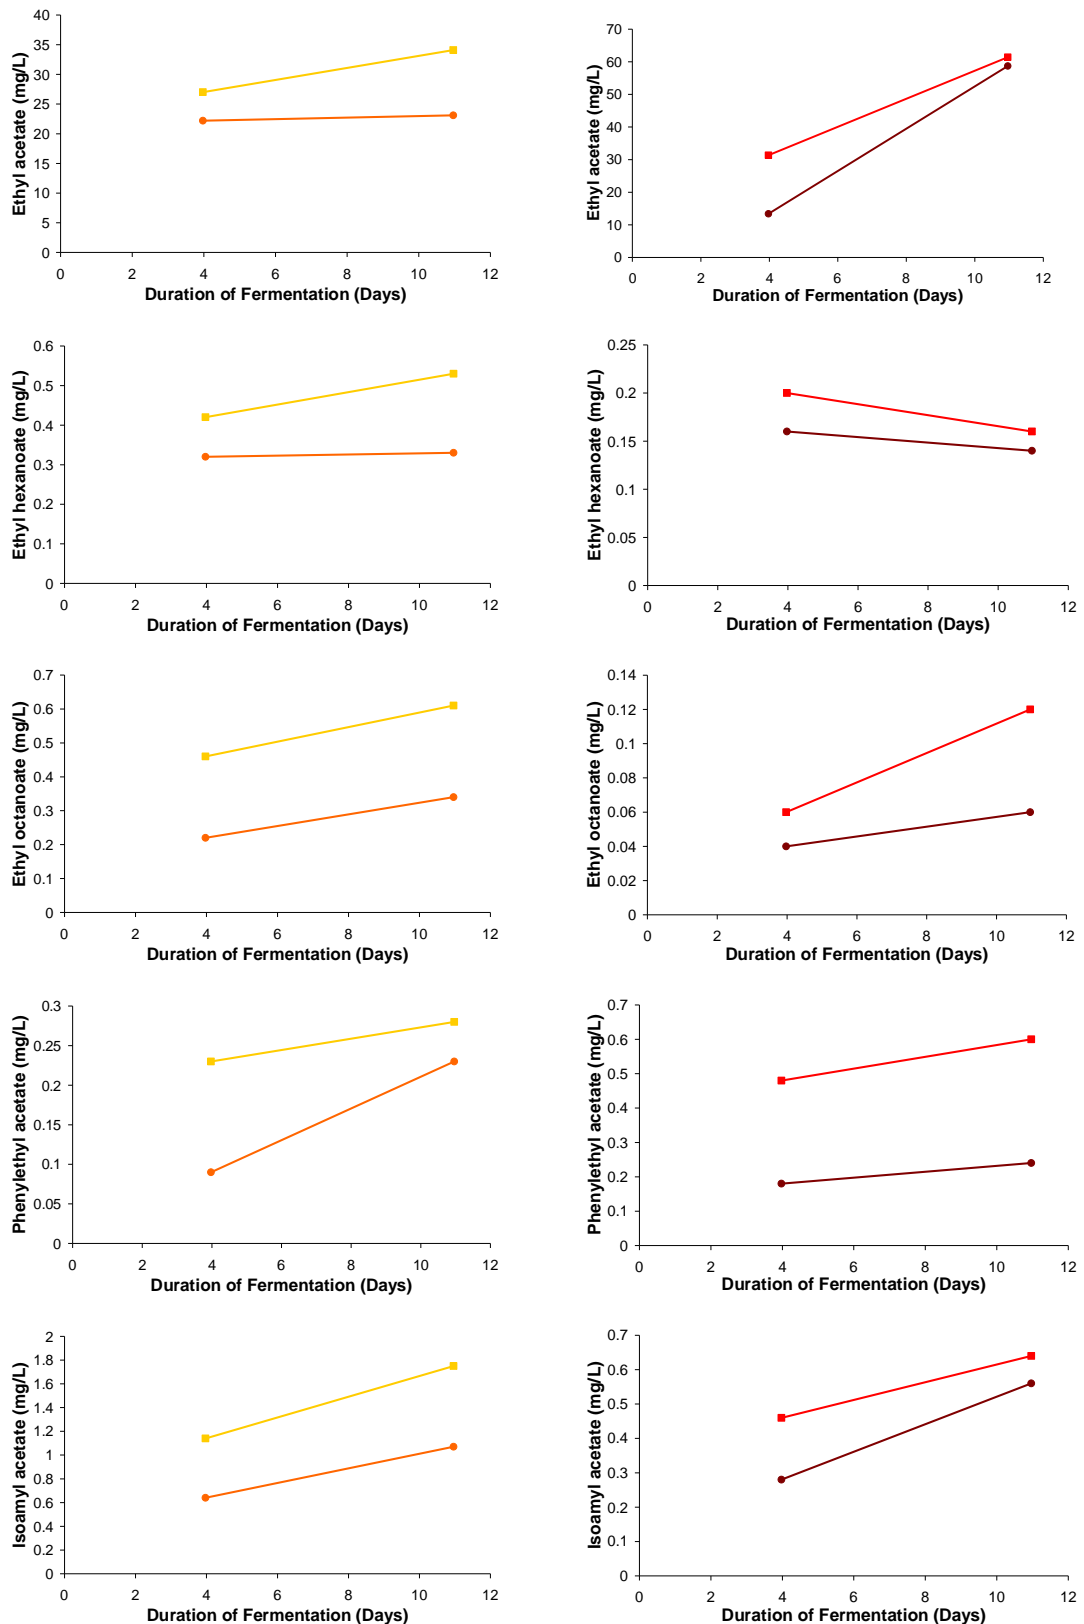 Ethyl acetate (mg/L)
40
35
30
25
20
15
10
5
0
0 2 4 6 8 10 12
Duration of Fermentation (Days)
Ethyl acetate (mg/L)
70
60
50
40
30
20
10
0
0 2 4 6 8 10 12
Duration of Fermentation (Days)
Ethyl hexanoate (mg/L)
0.6
0.5
0.4
0.3
0.2
0.1
0
0 2 4 6 8 10 12
Duration of Fermentation (Days)
Ethyl hexanoate (mg/L)
0.25
0.2
0.15
0.1
0.05
0
0 2 4 6 8 10 12
Duration of Fermentation (Days)
Ethyl octanoate (mg/L)
0.7
0.6
0.5
0.4
0.3
0.2
0.1
0
0 2 4 6 8 10 12
Duration of Fermentation (Days)
Ethyl octanoate (mg/L)
0.14
0.12
0.1
0.08
0.06
0.04
0.02
0
0 2 4 6 8 10 12
Duration of Fermentation (Days)
Phenylethyl acetate (mg/L)
0.3
0.25
0.2
0.15
0.1
0.05
0
0 2 4 6 8 10 12
Duration of Fermentation (Days)
Phenylethyl acetate (mg/L)
0.7
0.6
0.5
0.4
0.3
0.2
0.1
0
0 2 4 6 8 10 12
Duration of Fermentation (Days)
Isoamyl acetate (mg/L)
2
1.8
1.6
1.4
1.2
1
0.8
0.6
0.4
0.2
0
0 2 4 6 8 10 12
Duration of Fermentation (Days)
Isoamyl acetate (mg/L)
0.7
0.6
0.5
0.4
0.3
0.2
0.1
0
0 2 4 6 8 10 12
Duration of Fermentation (Days)